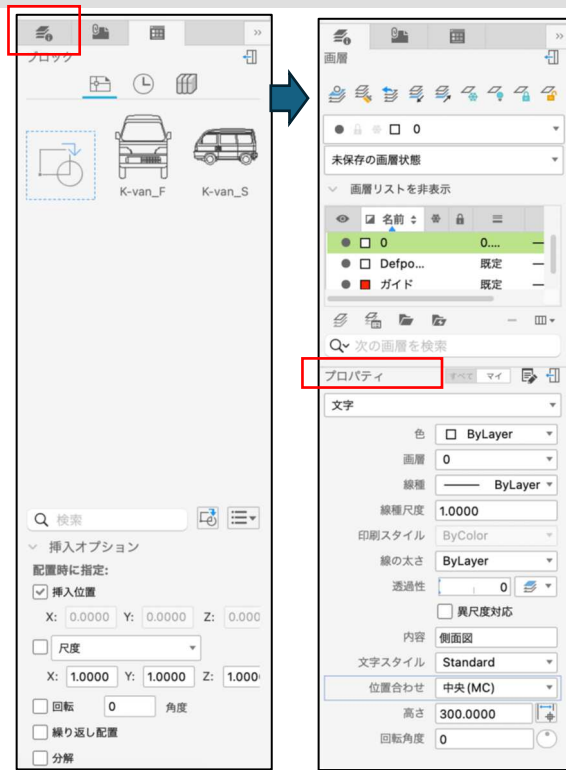 ブロック
K-van_F
K-van_S
検索
挿入オプション
配置時に指定:
挿入位置
X: 0.0000 Y: 0.0000 Z: 0.000
尺度
X: 1.0000 Y: 1.0000 Z: 1.000
回転 0 角度
繰り返し配置
分解
画層
0
未保存の画層状態
画層リストを非表示
名前
0 0....
Defpo... 既定
ガイド 既定
次の画層を検索
プロパティ すべて マイ
文字
色 ByLayer
画層 0
線種 ByLayer
線種尺度 1.0000
印刷スタイル ByColor
線の太さ ByLayer
透過性 0
異尺度対応
内容 側面図
文字スタイル Standard
位置合わせ 中央(MC)
高さ 300.0000
回転角度 0